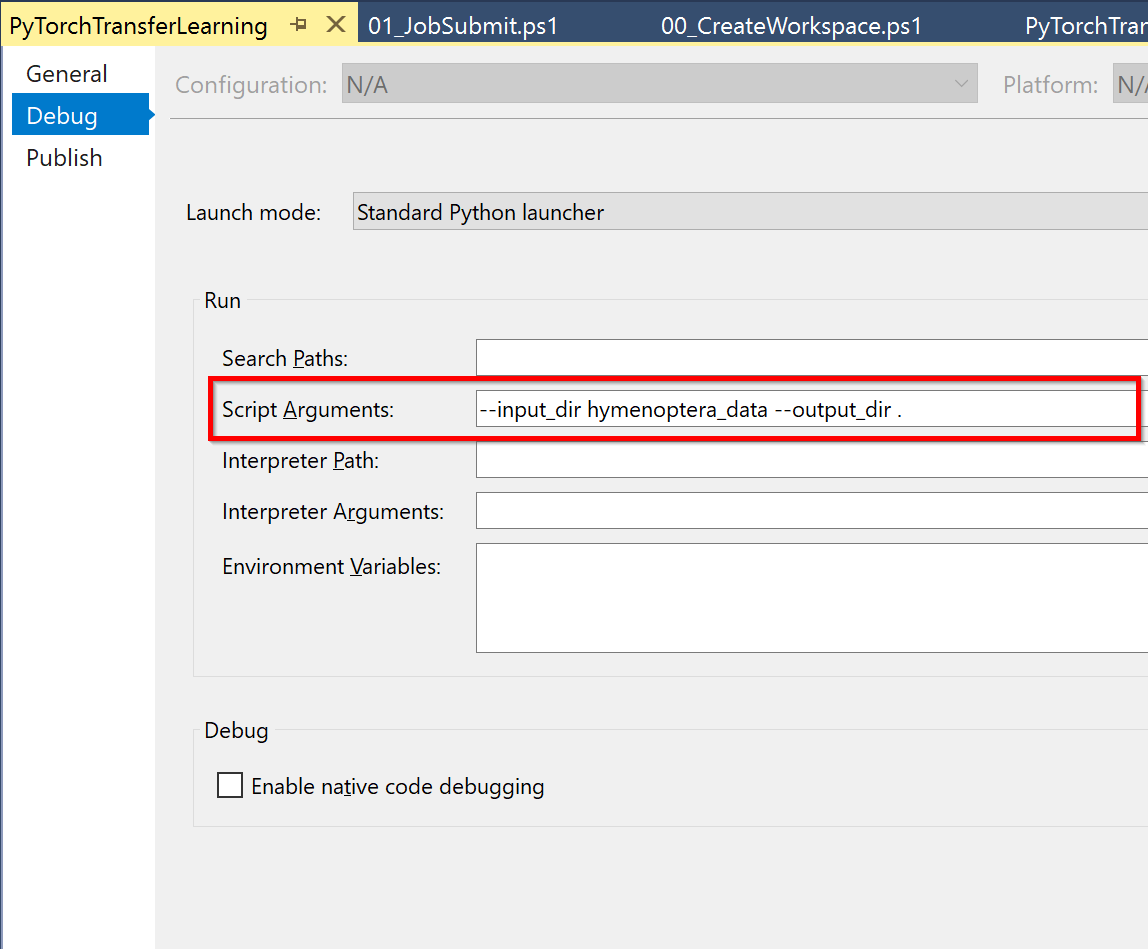 PyTorchTransferLearning 01_JobSubmit.ps1 00_CreateWorkspace.ps1 PyTorchTran
General
Debug
Publish
Configuration: N/A Platform: N/A
Launch mode: Standard Python launcher
Run
Search Paths:
Script Arguments: --input_dir hymenoptera_data --output_dir .
Interpreter Path:
Interpreter Arguments:
Environment Variables:
Debug
Enable native code debugging